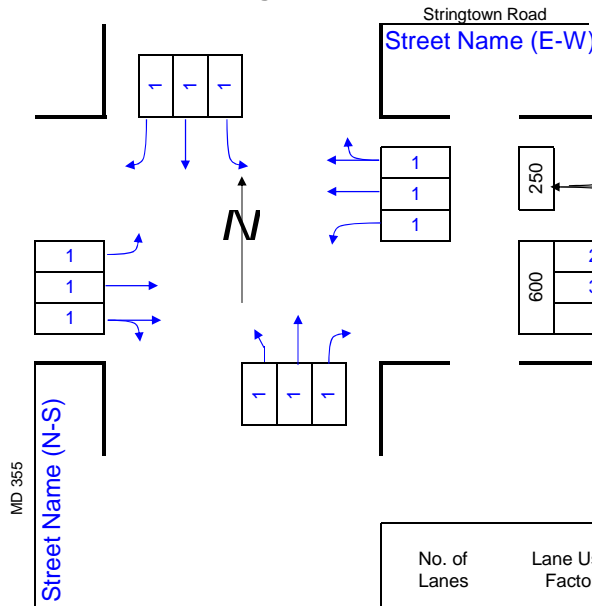 Stringtown Road
Street Name (E-W)
1 1 1
1
1
1
250
N
1
1
1
600
1 1 1
MD 355
Street Name (N-S)
No. of
Lanes